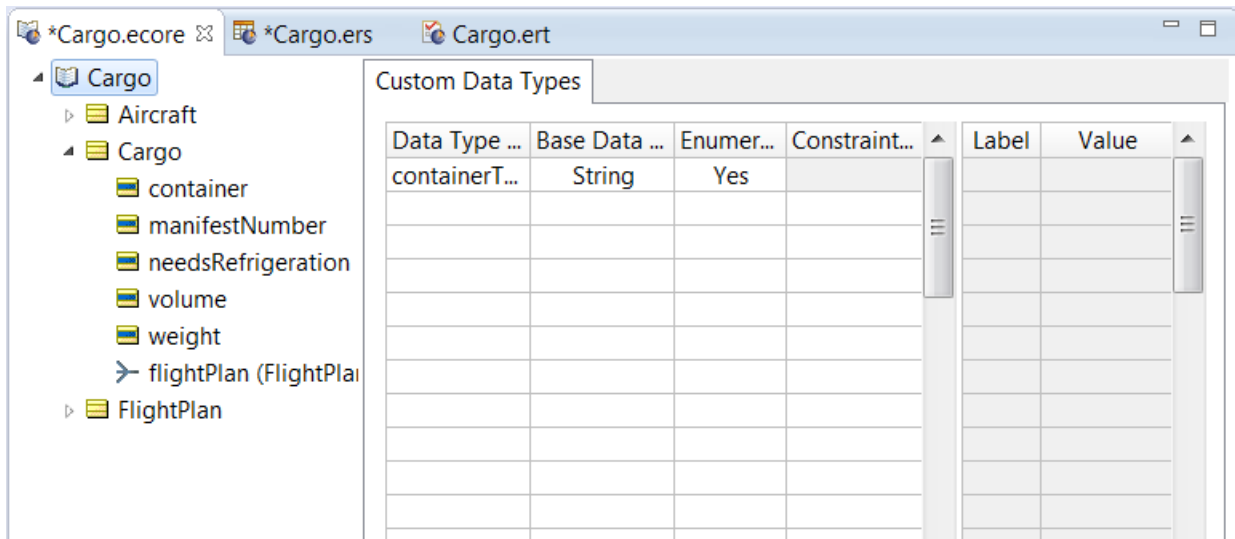 *Cargo.ecore *Cargo.ers Cargo.ert
Cargo
Aircraft
Cargo
container
manifestNumber
needsRefrigeration
volume
weight
flightPlan (FlightPla
FlightPlan
Custom Data Types
Data Type ... Base Data ... Enumer... Constraint... Label Value
containerT... String Yes